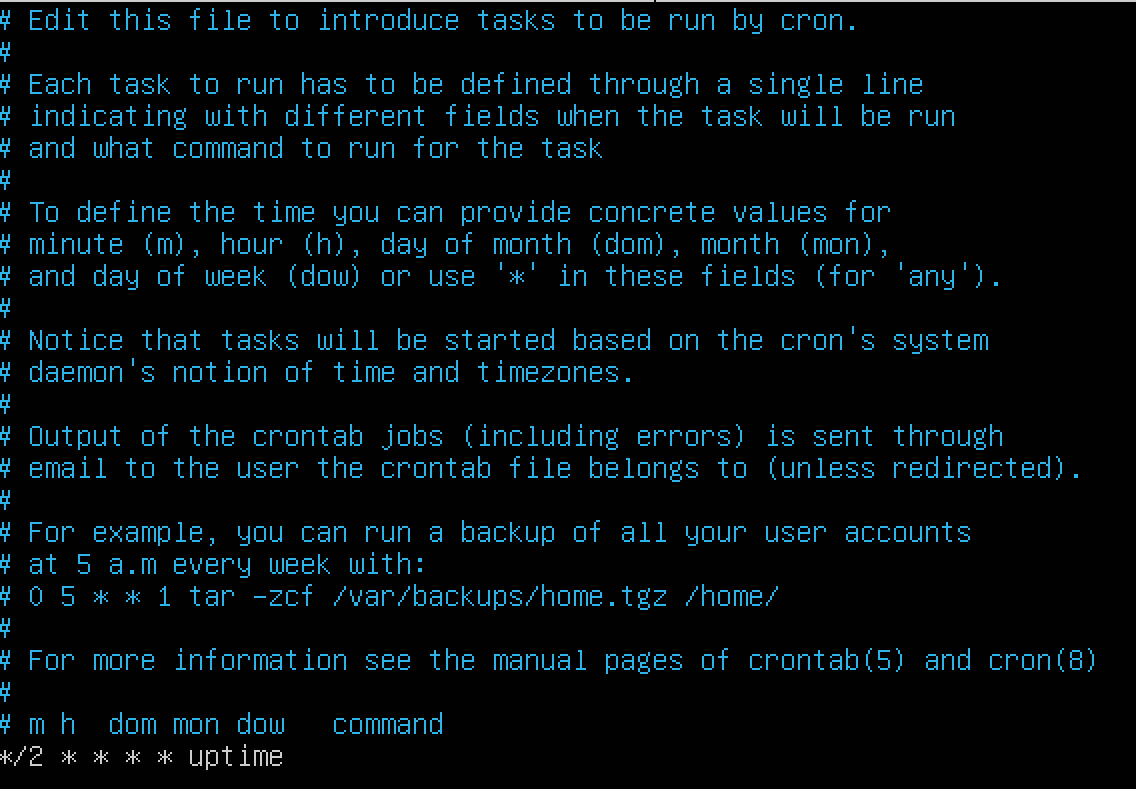 # Edit this file to introduce tasks to be run by cron.
#
# Each task to run has to be defined through a single line
# indicating with different fields when the task will be run
# and what command to run for the task
#
# To define the time you can provide concrete values for
# minute (m), hour (h), day of month (dom), month (mon),
# and day of week (dow) or use '*' in these fields (for 'any').
#
# Notice that tasks will be started based on the cron's system
# daemon's notion of time and timezones.
#
# Output of the crontab jobs (including errors) is sent through
# email to the user the crontab file belongs to (unless redirected).
#
# For example, you can run a backup of all your user accounts
# at 5 a.m every week with:
# 0 5 * * 1 tar -zcf /var/backups/home.tgz /home/
#
# For more information see the manual pages of crontab(5) and cron(8)
#
# m h  dom mon dow   command
*/2 * * * * uptime